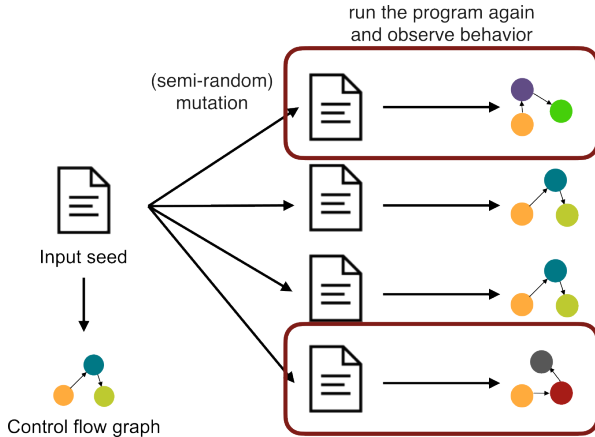 run the program again
and observe behavior
(semi-random)
mutation
Input seed
Control flow graph